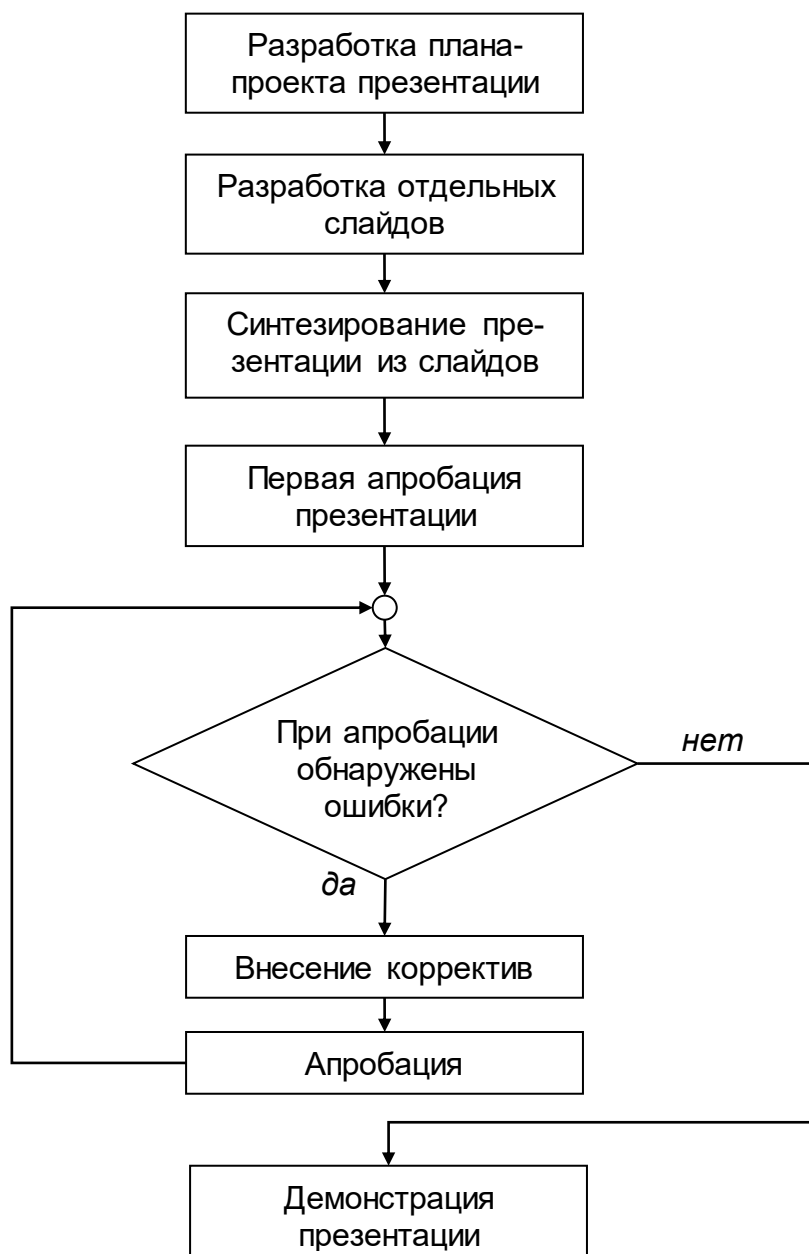 Разработка плана-
проекта презентации
Разработка отдельных
слайдов
Синтезирование пре-
зентации из слайдов
Первая апробация
презентации
При апробации
обнаружены
ошибки?
нет
да
Внесение корректив
Апробация
Демонстрация
презентации